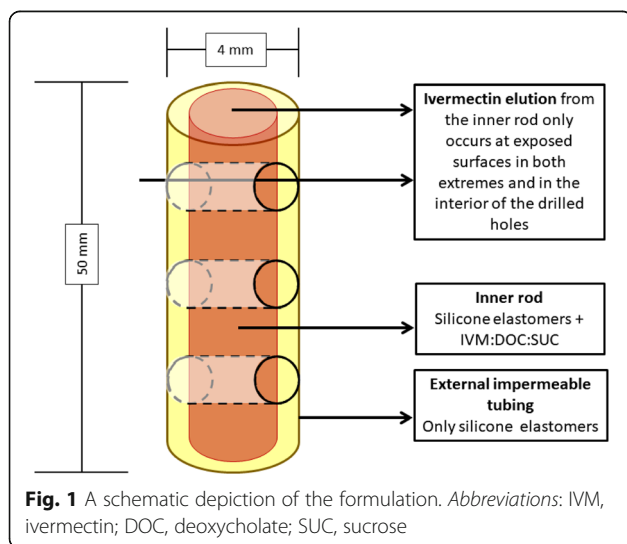 4 mm
50 mm
Ivermectin elution from
the inner rod only
occurs at exposed
surfaces in both
extremes and in the
interior of the drilled
holes
Inner rod
Silicone elastomers +
IVM:DOC:SUC
External impermeable
tubing
Only silicone elastomers
Fig. 1 A schematic depiction of the formulation. Abbreviations: IVM,
ivermectin; DOC, deoxycholate; SUC, sucrose